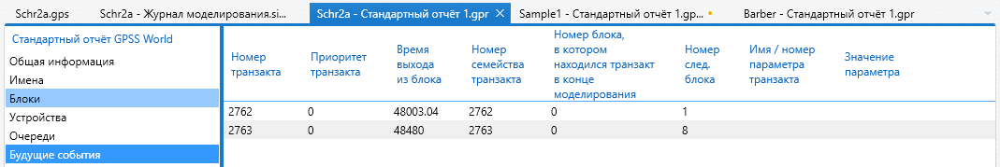 Schr2a.gps Schr2a - Журнал моделирования.si... Schr2a - Стандартный отчёт 1.gpr Sample1 - Стандартный отчёт 1.gp... Barber - Стандартный отчёт 1.gpr
Стандартный отчёт GPSS World
Общая информация
Имена
Блоки
Устройства
Очереди
Будущие события
Номер транзакта
Приоритет транзакта
Время выхода из блока
Номер семейства транзакта
Номер блока, в котором находился транзакт в конце моделирования
Номер след. блока
Имя / номер параметра транзакта
Значение параметра
2762 0 48003.04 2762 0 1
2763 0 48480 2763 0 8